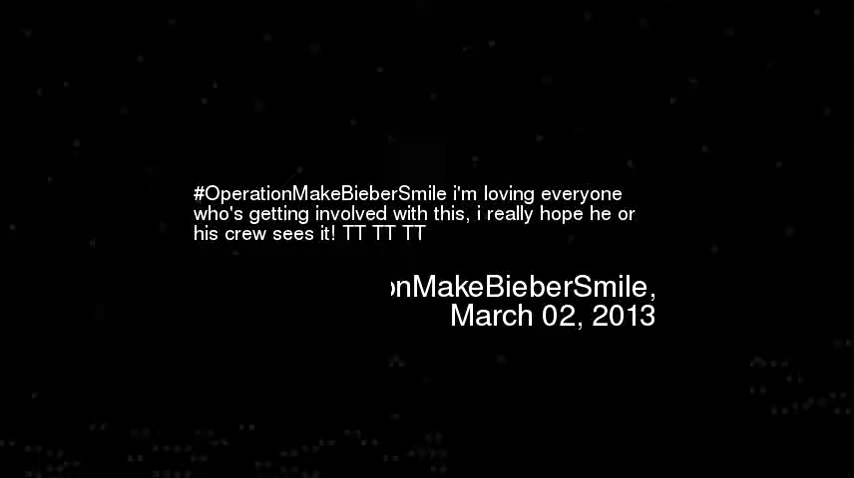 #OperationMakeBieberSmile i'm loving everyone
who's getting involved with this, i really hope he or
his crew sees it! TT TT TT
onMakeBieberSmile,
March 02, 2013